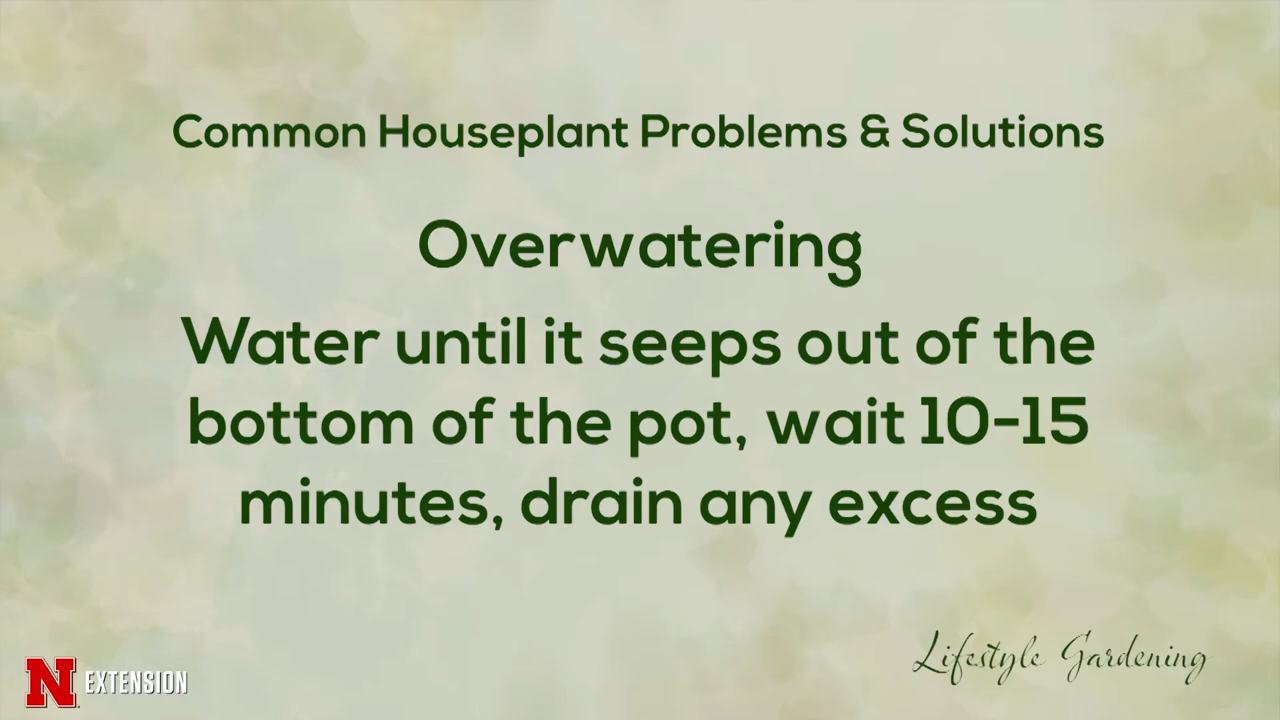 Common Houseplant Problems & Solutions
Overwatering
Water until it seeps out of the
bottom of the pot, wait 10-15
minutes, drain any excess
Lifestyle Gardening
N EXTENSION